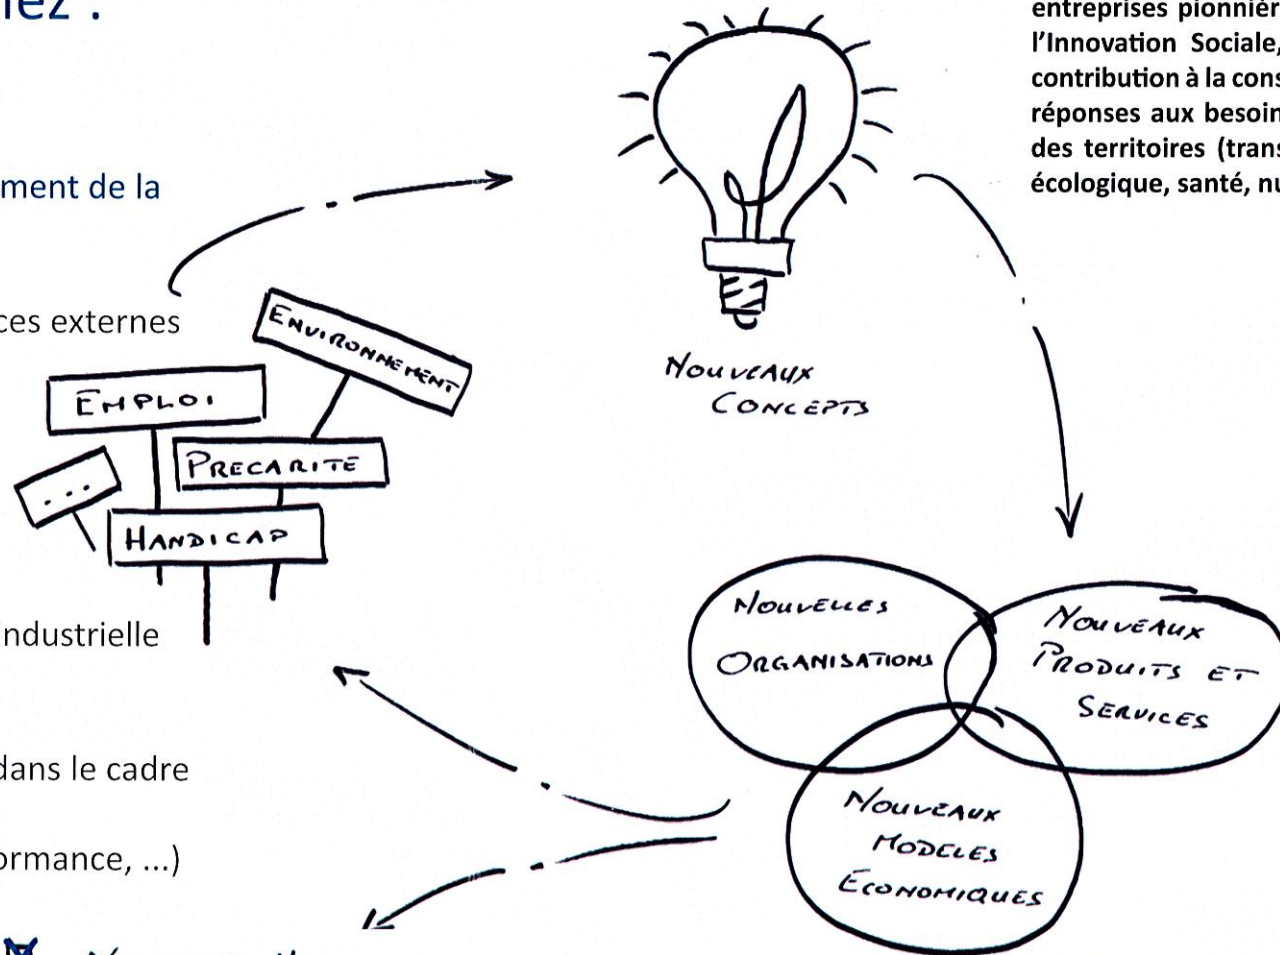 entreprises pionnièr
l'Innovation Sociale,
contribution à la cons
réponses aux besoin
des territoires (trans
écologique, santé, nu
ment de la
ces externes
ENVIRONNEMENT
EMPLOI
PRECARITE
...
HANDICAP
NOUVEAUX
CONCEPTS
industrielle
dans le cadre
ormance, ...)
NOUVELLES
ORGANISATIONS
NOUVEAUX
PRODUITS ET
SERVICES
NOUVEAUX
MODELES
ECONOMIQUES